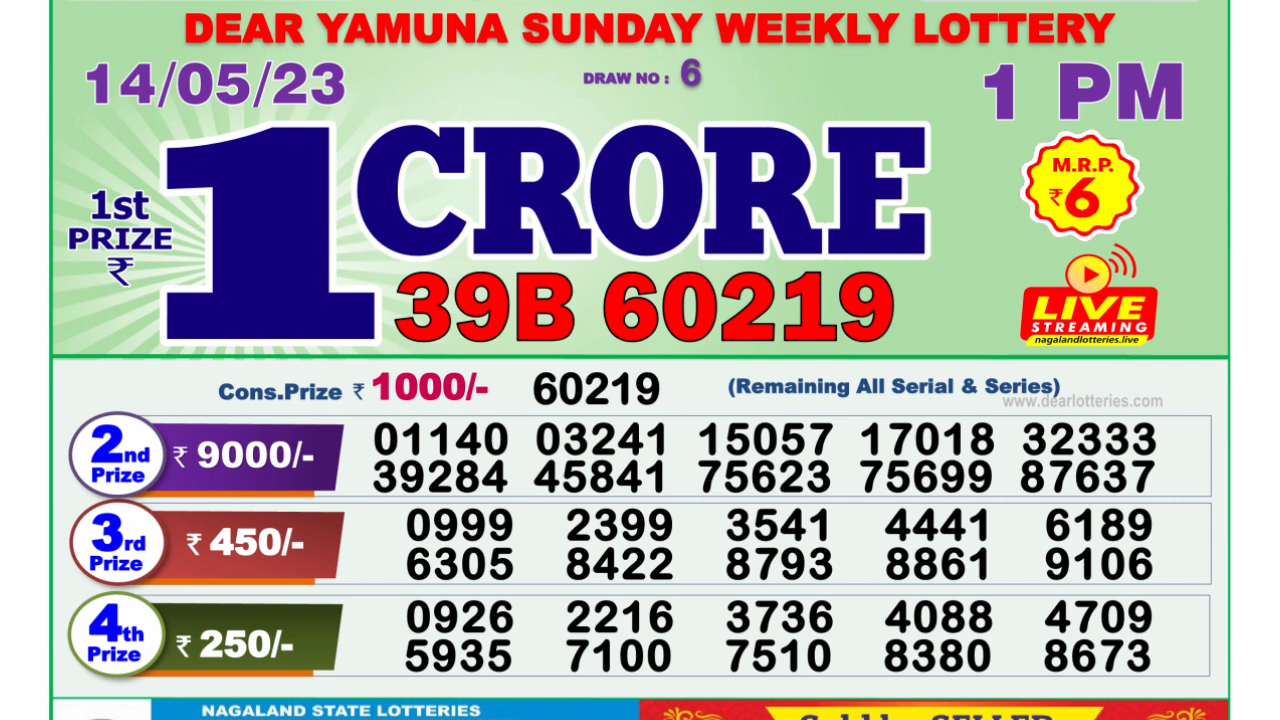 DEAR YAMUNA SUNDAY WEEKLY LOTTERY
14/05/23
DRAW NO : 6
1 PM
1st
PRIZE
₹
1 CRORE
39B 60219
M.R.P.
₹6
LIVE
STREAMING
nagalandlotteries.live
Cons.Prize ₹ 1000/- 60219 (Remaining All Serial & Series)
www.dearlotteries.com
2nd
Prize
₹ 9000/-
01140 03241 15057 17018 32333
39284 45841 75623 75699 87637
3rd
Prize
₹ 450/-
0999 2399 3541 4441 6189
6305 8422 8793 8861 9106
4th
Prize
₹ 250/-
0926 2216 3736 4088 4709
5935 7100 7510 8380 8673
NAGALAND STATE LOTTERIES